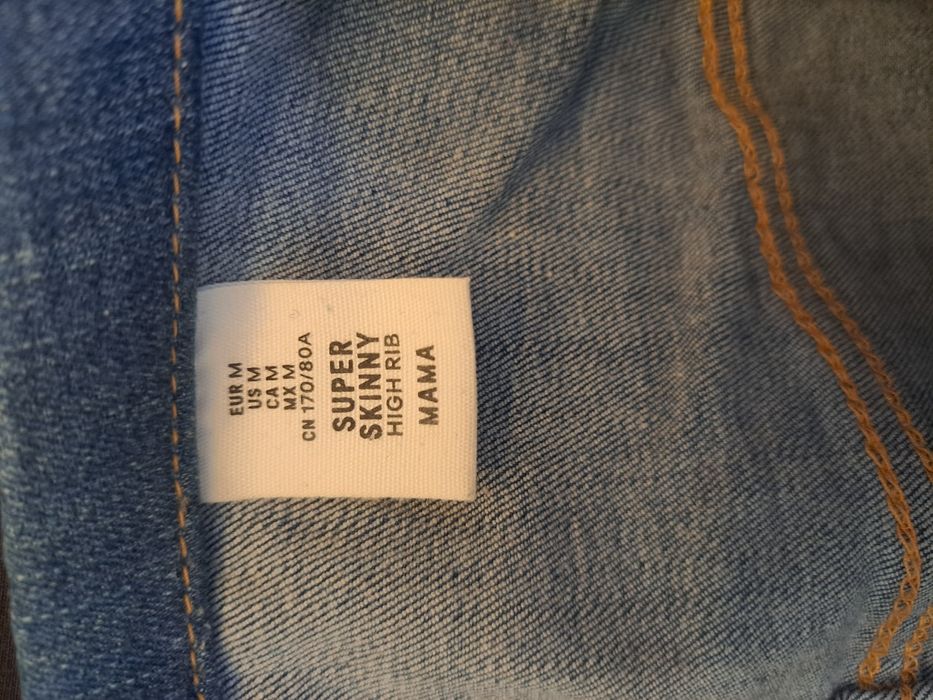 EUR M
US M
CA M
MX M
CN 170/80A
SUPER
SKINNY
HIGH RIB
MAMA